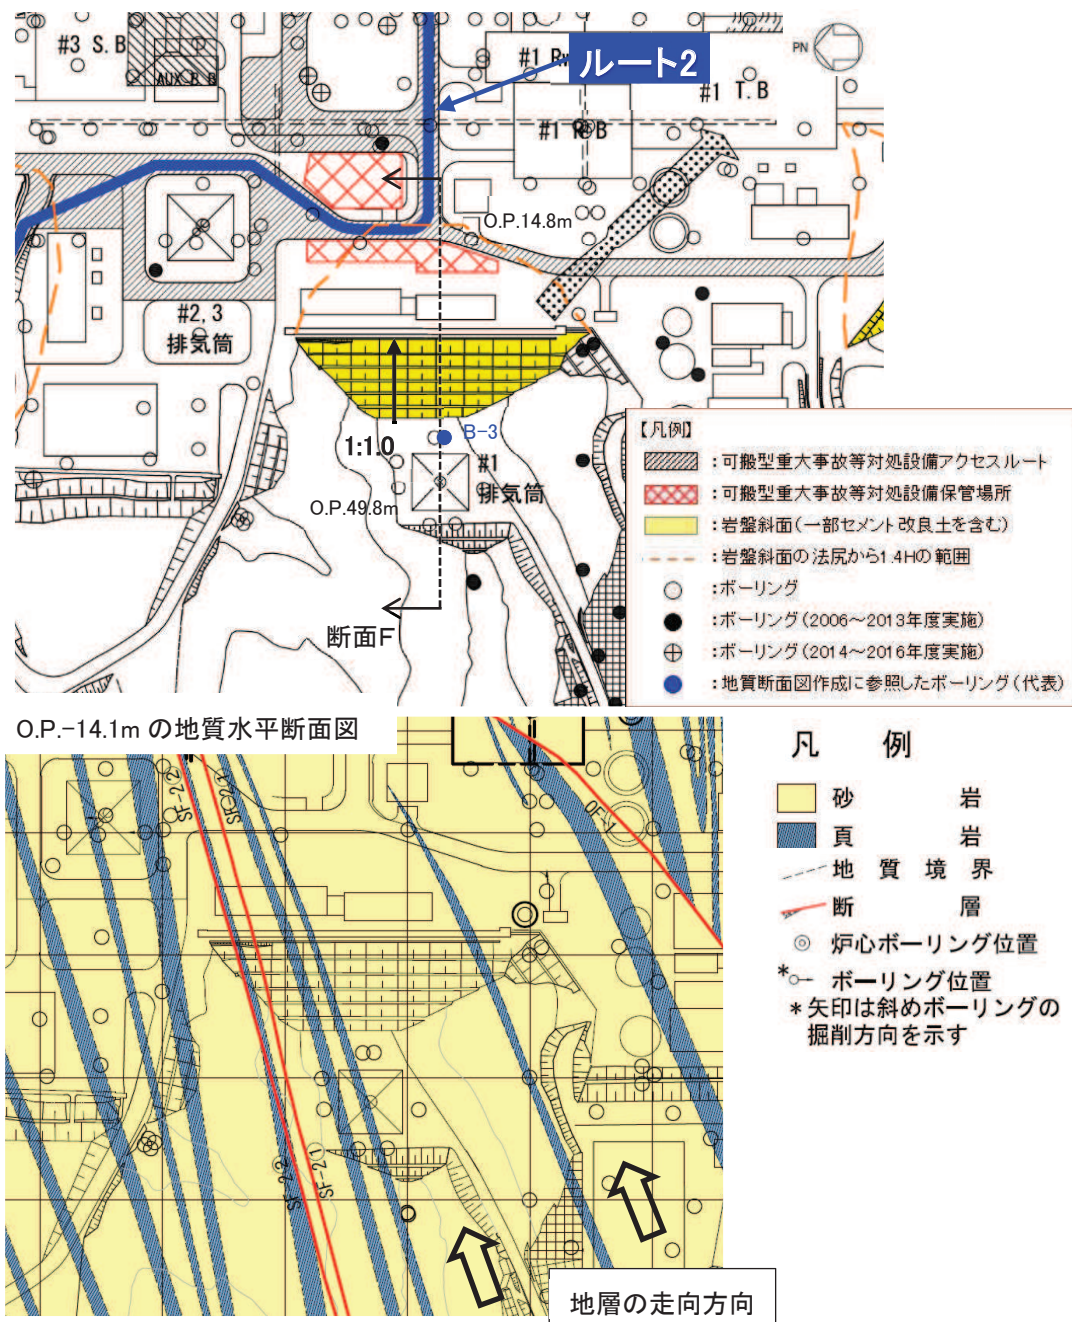 #3 S.B
AUX B.B
#1 Rw
ルート2
PN
#1 T.B
#1 R.B
O.P.14.8m
#2,3
排気筒
1:1.0
B-3
#1
排気筒
O.P.49.8m
断面F
【凡例】
:可搬型重大事故等対処設備アクセスルート
:可搬型重大事故等対処設備保管場所
:岩盤斜面(一部セメント改良土を含む)
:岩盤斜面の法尻から1.4Hの範囲
:ボーリング
:ボーリング(2006～2013年度実施)
:ボーリング(2014～2016年度実施)
:地質断面図作成に参照したボーリング(代表)
O.P.-14.1m の地質水平断面図
SF-2-2
SF-2-1
OF-1
SF-2-2
SF-2-1
地層の走向方向
凡 例
砂 岩
頁 岩
地 質 境 界
断 層
炉心ボーリング位置
* ボーリング位置
*矢印は斜めボーリングの
掘削方向を示す